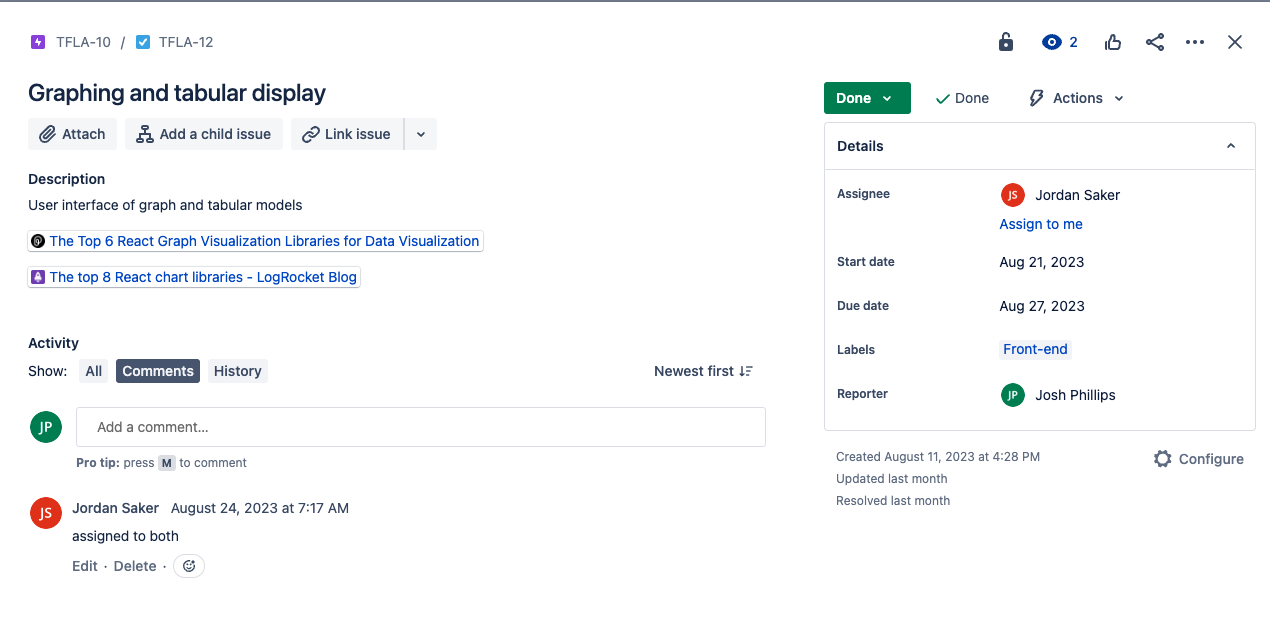 TFLA-10 / TFLA-12
2
Graphing and tabular display
Attach
Add a child issue
Link issue
Description
User interface of graph and tabular models
The Top 6 React Graph Visualization Libraries for Data Visualization
The top 8 React chart libraries - LogRocket Blog
Activity
Show: All Comments History
Newest first
JP
Add a comment…
Pro tip: press M to comment
JS
Jordan Saker August 24, 2023 at 7:17 AM
assigned to both
Edit · Delete ·
Done
Done
Actions
Details
Assignee
JS Jordan Saker
Assign to me
Start date
Aug 21, 2023
Due date
Aug 27, 2023
Labels
Front-end
Reporter
JP Josh Phillips
Created August 11, 2023 at 4:28 PM
Updated last month
Resolved last month
Configure